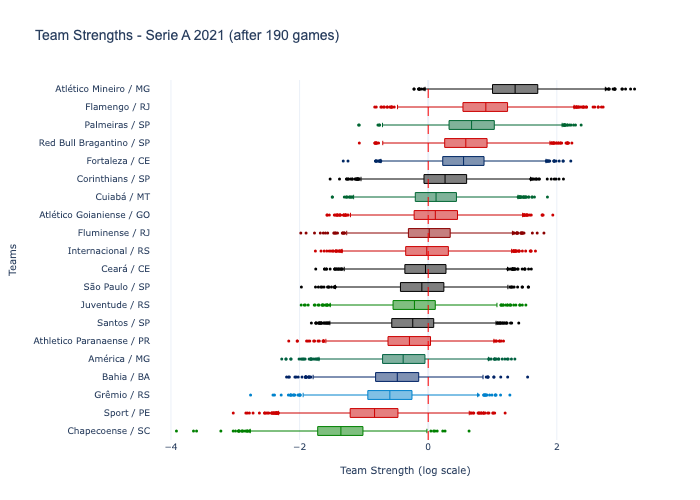 Team Strengths - Serie A 2021 (after 190 games)
Atlético Mineiro / MG
Flamengo / RJ
Palmeiras / SP
Red Bull Bragantino / SP
Fortaleza / CE
Corinthians / SP
Cuiabá / MT
Atlético Goianiense / GO
Fluminense / RJ
Internacional / RS
Ceará / CE
São Paulo / SP
Juventude / RS
Santos / SP
Athletico Paranaense / PR
América / MG
Bahia / BA
Grêmio / RS
Sport / PE
Chapecoense / SC
Teams
−4 −2 0 2
Team Strength (log scale)